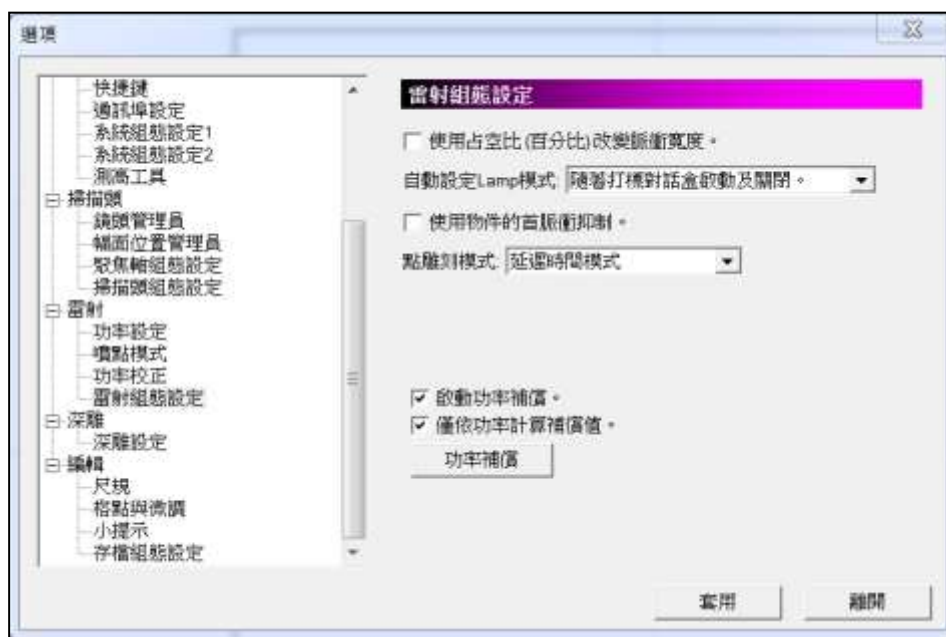 選項
快捷鍵
通訊埠設定
系統組態設定1
系統組態設定2
測高工具
掃描頭
鏡頭管理員
幅面位置管理員
聚焦軸組態設定
掃描頭組態設定
雷射
功率設定
噴點模式
功率校正
雷射組態設定
深雕
深雕設定
編輯
尺規
格點與微調
小提示
存檔組態設定
雷射組態設定
使用占空比(百分比)改變脈衝寬度。
自動設定Lamp模式: 隨著打標對話盒啟動及關閉。
使用物件的首脈衝抑制。
點雕刻模式: 延遲時間模式
啟動功率補償。
僅依功率計算補償值。
功率補償
套用
離開